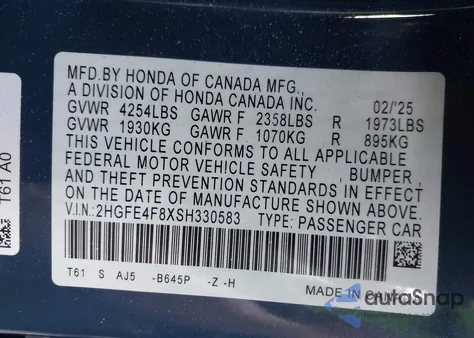 MFD.BY HONDA OF CANADA MFG.,
A DIVISION OF HONDA CANADA INC. 02/'25
GVWR 4254LBS GAWR F 2358LBS R 1973LBS
GVWR 1930KG GAWR F 1070KG R 895KG
THIS VEHICLE CONFORMS TO ALL APPLICABLE
FEDERAL MOTOR VEHICLE SAFETY , BUMPER ,
AND THEFT PREVENTION STANDARDS IN EFFECT
ON THE DATE OF MANUFACTURE SHOWN ABOVE.
V.I.N.:2HGFE4F8XSH330583 TYPE: PASSENGER CAR
T61 S AJ5 -B645P -Z -H
MADE IN
autoSnap
T61 A0